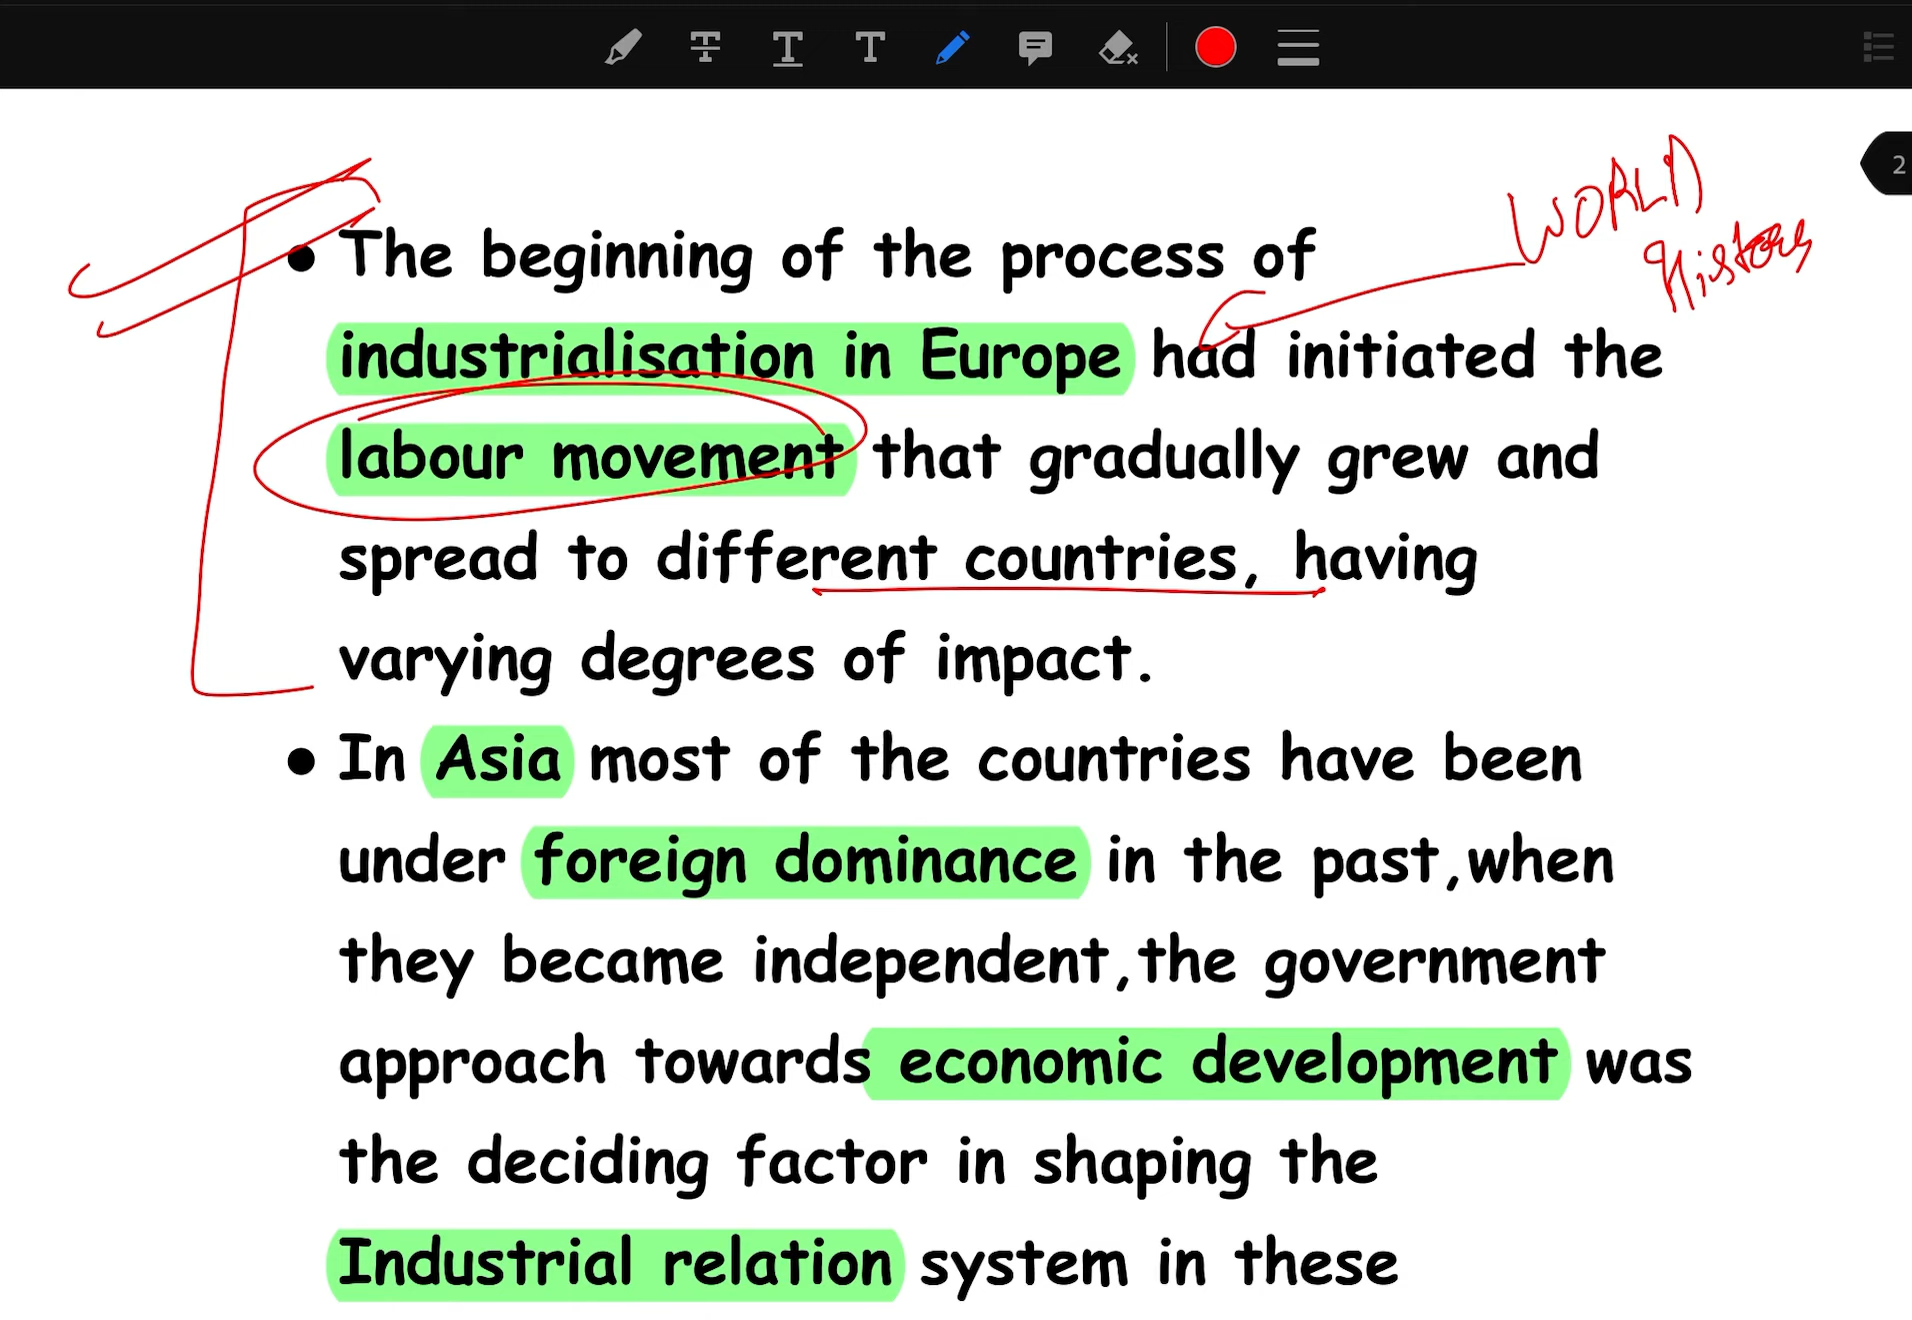 2
WORLD
History
• The beginning of the process of
industrialisation in Europe had initiated the
labour movement that gradually grew and
spread to different countries, having
varying degrees of impact.
• In Asia most of the countries have been
under foreign dominance in the past,when
they became independent,the government
approach towards economic development was
the deciding factor in shaping the
Industrial relation system in these